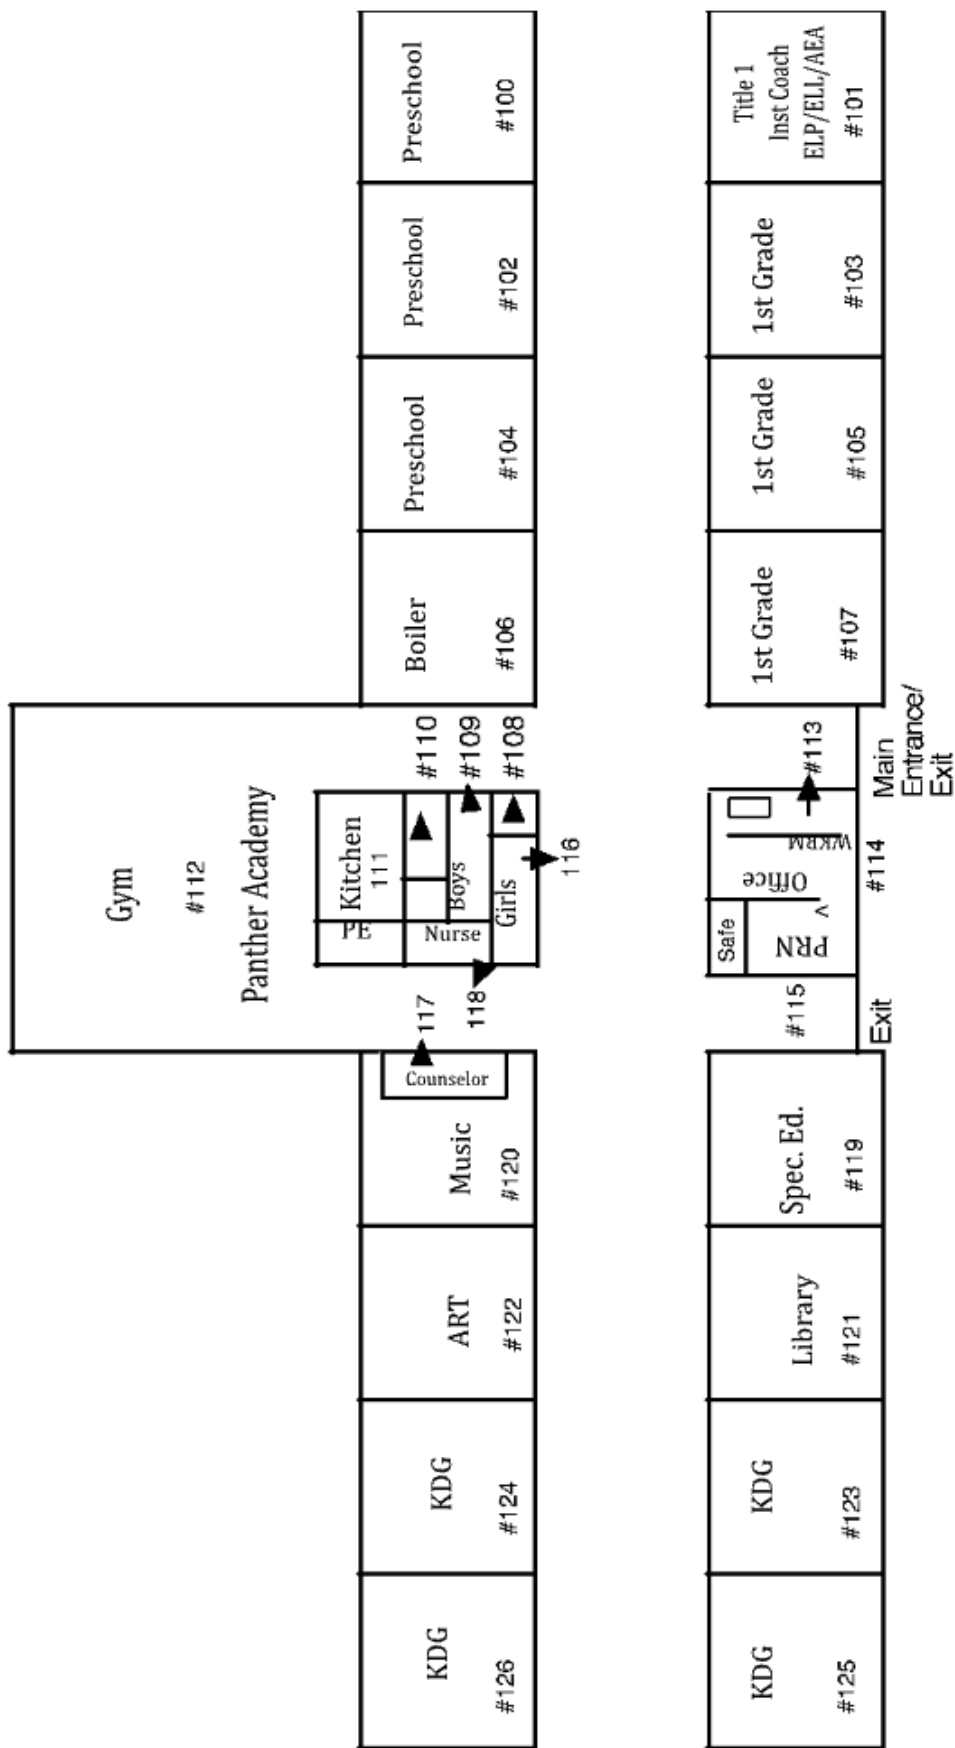 Gym
#112
Panther Academy
KDG
#126
KDG
#124
ART
#122
Music
#120
Counselor
117
118
PE
Kitchen
111
Nurse
Boys
Girls
116
#110
#109
#108
Boiler
#106
Preschool
#104
Preschool
#102
Preschool
#100
KDG
#125
KDG
#123
Library
#121
Spec. Ed.
#119
#115
Exit
Safe
PRN
<
Office
WKRM
#114
#113
Main
Entrance/
Exit
1st Grade
#107
1st Grade
#105
1st Grade
#103
Title 1
Inst Coach
ELP/ELL/AEA
#101